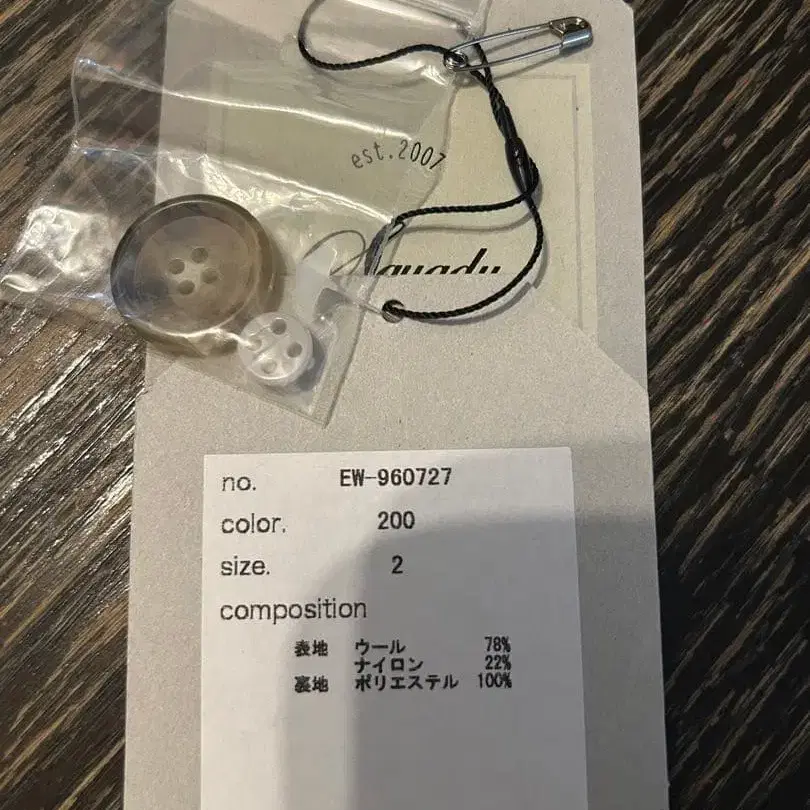 est.2007
no. EW-960727
color. 200
size. 2
composition
表地 ウール 78%
ナイロン 22%
裏地 ポリエステル 100%